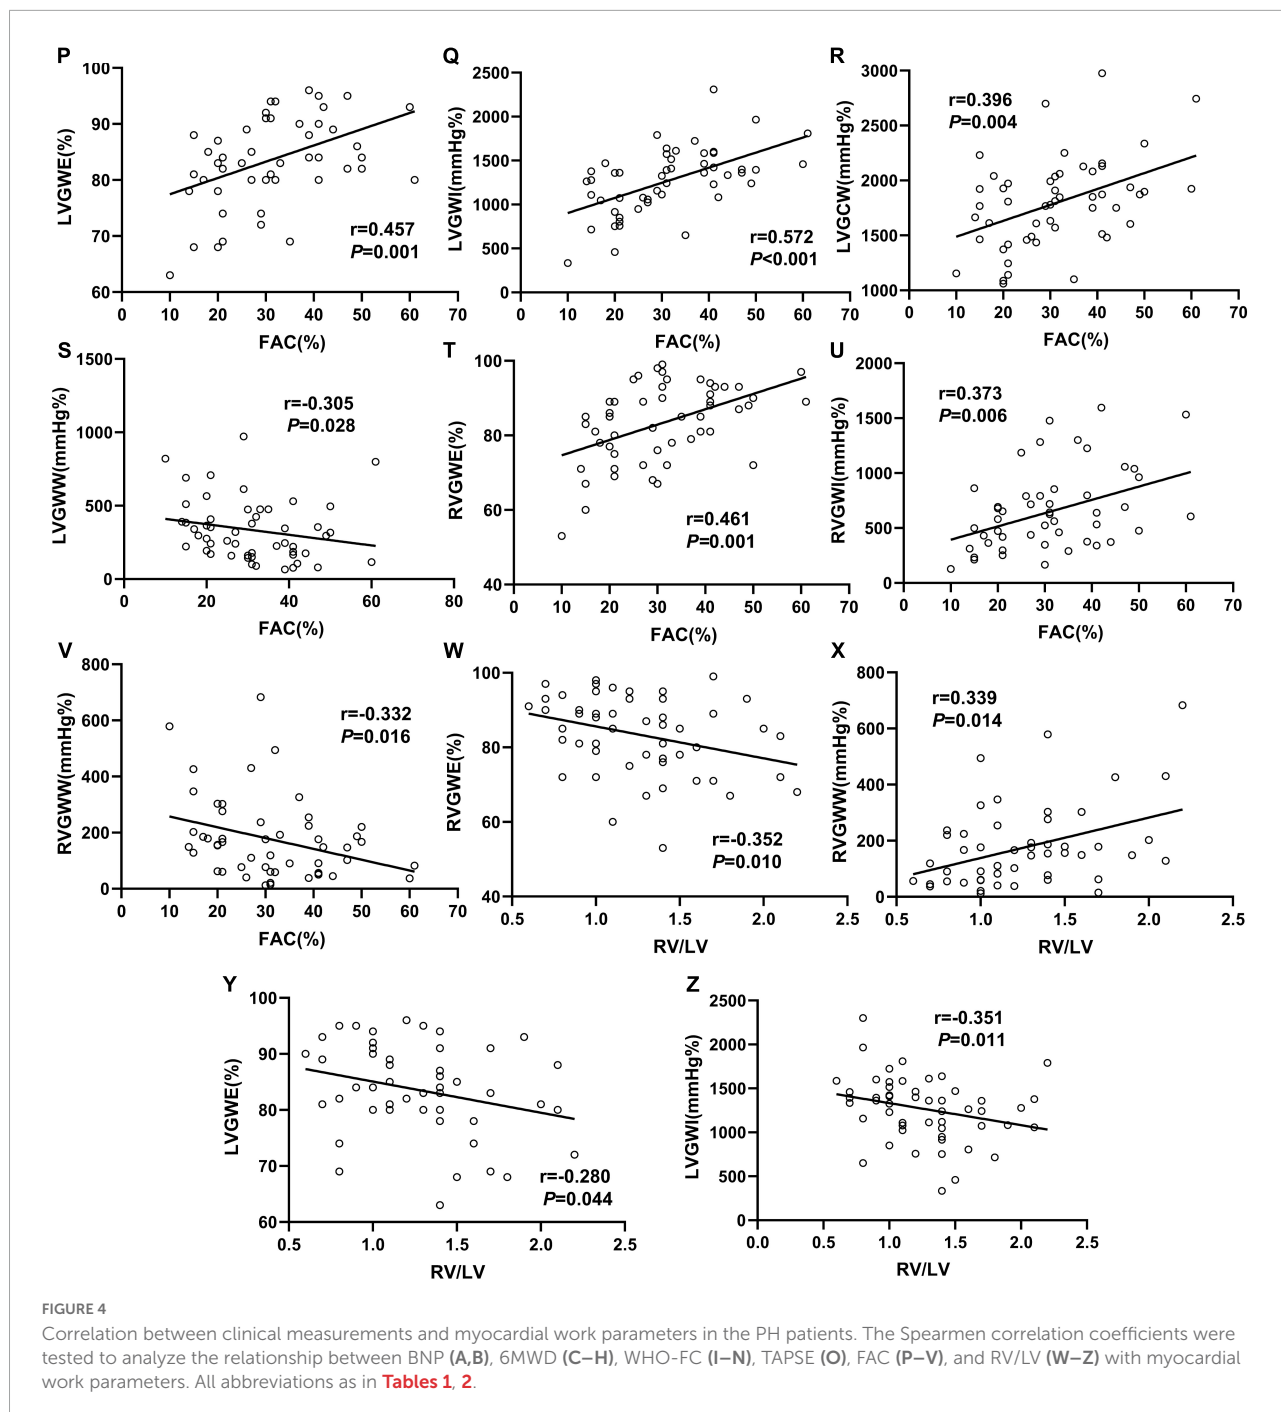 P
Q
R
LVGWE(%)
100
90
80
70
60
r=0.457
P=0.001
0 10 20 30 40 50 60 70
FAC(%)
LVGWI(mmHg%)
2500
2000
1500
1000
500
0
r=0.572
P<0.001
0 10 20 30 40 50 60 70
FAC(%)
LVGCW(mmHg%)
3000
2500
2000
1500
1000
r=0.396
P=0.004
0 10 20 30 40 50 60 70
FAC(%)
S
T
U
LVGWW(mmHg%)
1500
1000
500
0
r=-0.305
P=0.028
0 20 40 60 80
FAC(%)
RVGWE(%)
100
80
60
40
r=0.461
P=0.001
0 10 20 30 40 50 60 70
FAC(%)
RVGWI(mmHg%)
2000
1500
1000
500
0
r=0.373
P=0.006
0 10 20 30 40 50 60 70
FAC(%)
V
W
X
RVGWW(mmHg%)
800
600
400
200
0
r=-0.332
P=0.016
0 10 20 30 40 50 60 70
FAC(%)
RVGWE(%)
100
80
60
40
r=-0.352
P=0.010
0.5 1.0 1.5 2.0 2.5
RV/LV
RVGWW(mmHg%)
800
600
400
200
0
r=0.339
P=0.014
0.5 1.0 1.5 2.0 2.5
RV/LV
Y
Z
LVGWE(%)
100
90
80
70
60
r=-0.280
P=0.044
0.5 1.0 1.5 2.0 2.5
RV/LV
LVGWI(mmHg%)
2500
2000
1500
1000
500
0
r=-0.351
P=0.011
0.0 0.5 1.0 1.5 2.0 2.5
RV/LV
FIGURE 4
Correlation between clinical measurements and myocardial work parameters in the PH patients. The Spearmen correlation coefficients were
tested to analyze the relationship between BNP (A,B), 6MWD (C–H), WHO-FC (I–N), TAPSE (O), FAC (P–V), and RV/LV (W–Z) with myocardial
work parameters. All abbreviations as in Tables 1, 2.